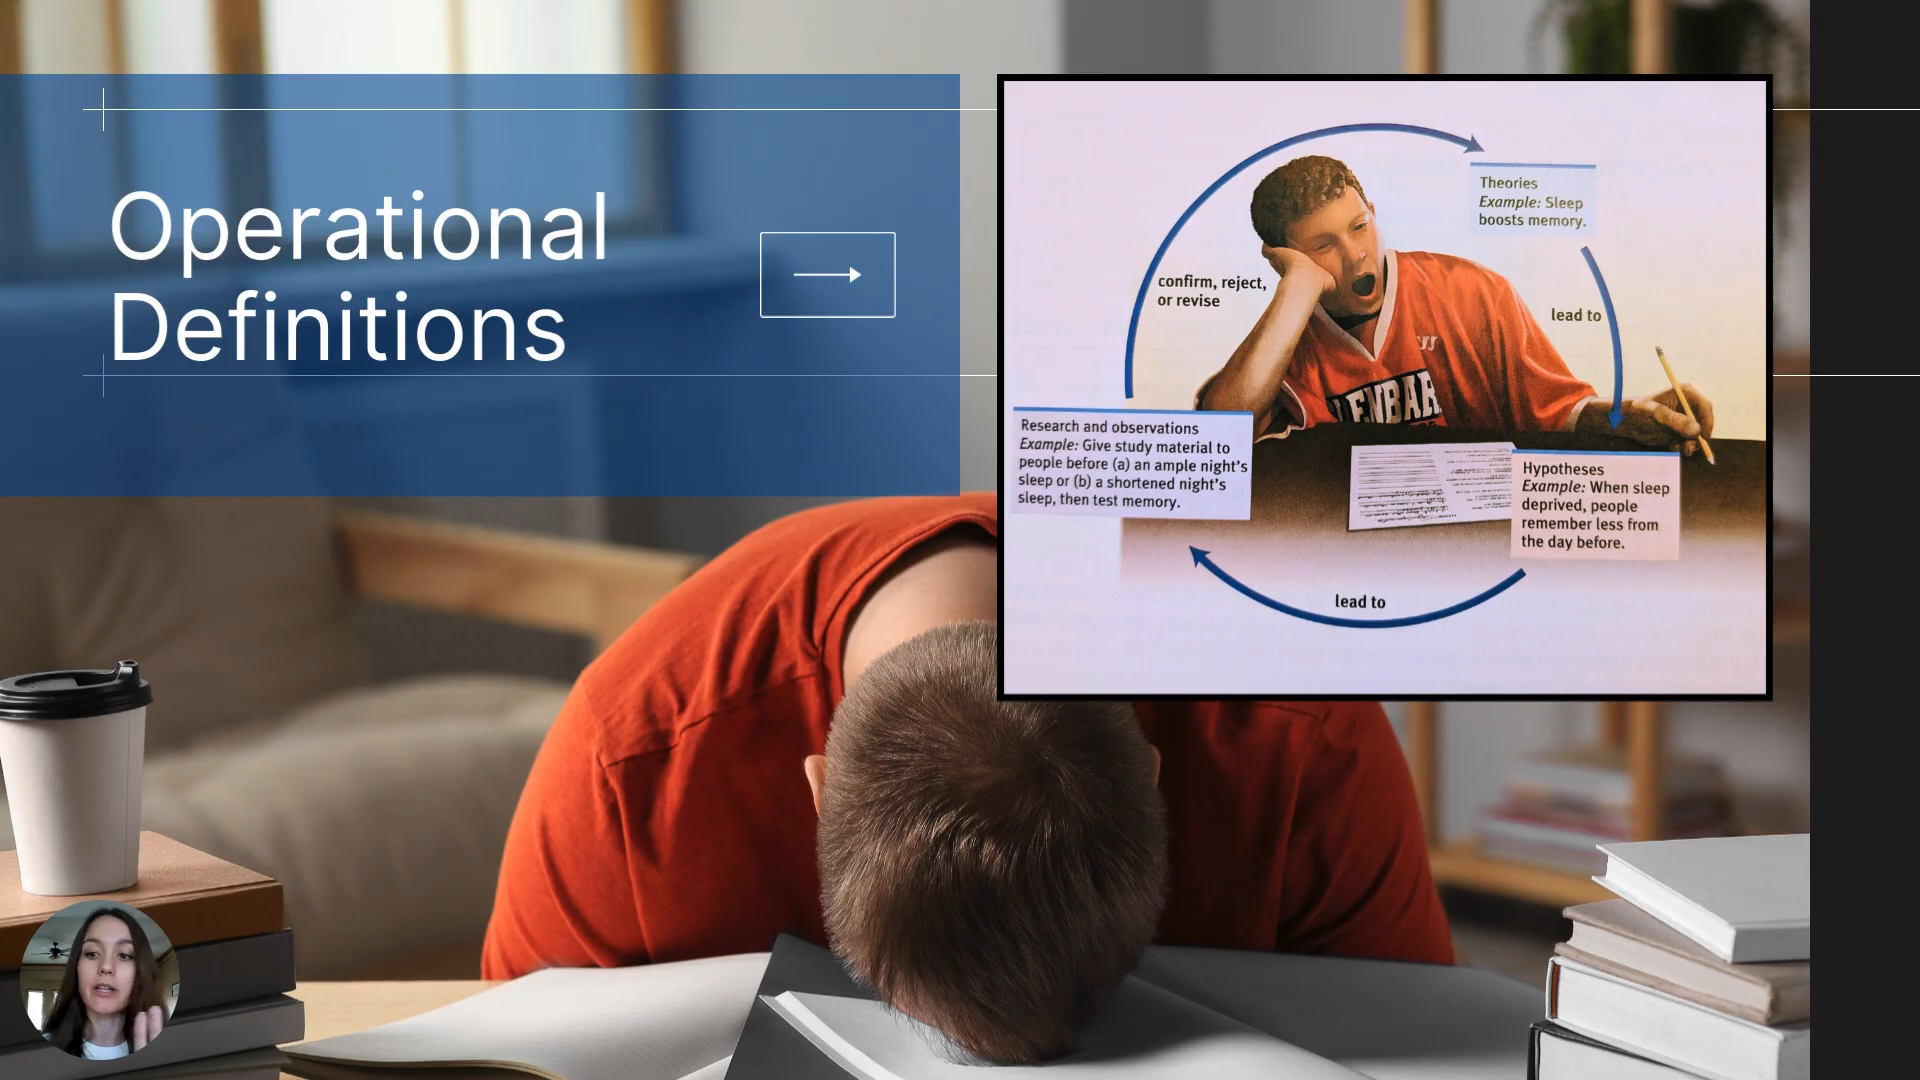 Operational
Definitions
Theories
Example: Sleep
boosts memory.
confirm, reject,
or revise
lead to
Research and observations
Example: Give study material to
people before (a) an ample night's
sleep or (b) a shortened night's
sleep, then test memory.
Hypotheses
Example: When sleep
deprived, people
remember less from
the day before.
lead to